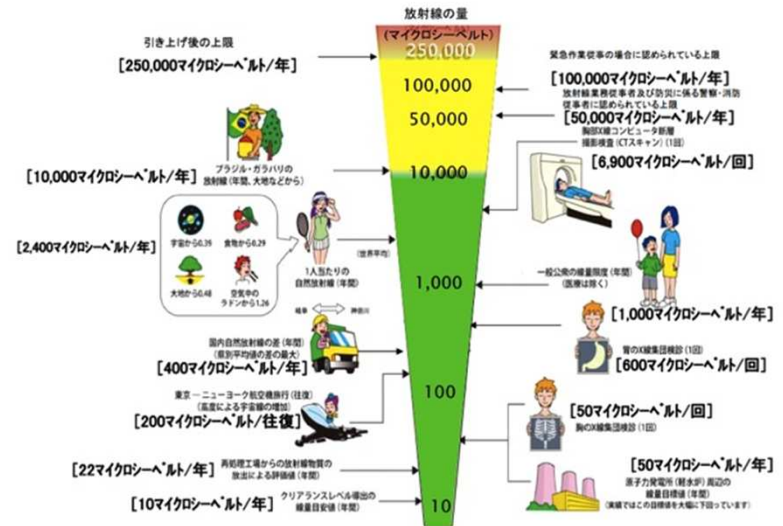 放射線の量
(マイクロシーベルト)
250,000
100,000
50,000
10,000
1,000
100
10
引き上げ後の上限
[250,000マイクロシーベルト/年]
ブラジル・ガラパリの
放射線(年間、大地などから)
[10,000マイクロシーベルト/年]
宇宙から0.39
食物から0.29
大地から0.48
空気中の
ラドンから1.26
[2,400マイクロシーベルト/年]
(世界平均)
1人当たりの
自然放射線(年間)
岐阜
神奈川
国内自然放射線の差(年間)
(県別平均値の差の最大)
[400マイクロシーベルト/年]
東京―ニューヨーク航空機旅行(往復)
(高度による宇宙線の増加)
[200マイクロシーベルト/往復]
[22マイクロシーベルト/年]
再処理工場からの放射線物質の
放出による評価値(年間)
[10マイクロシーベルト/年]
クリアランスレベル導出の
線量目安値(年間)
緊急作業従事の場合に認められている上限
[100,000マイクロシーベルト/年]
放射線業務従事者及び防災に係る警察・消防
従事者に認められている上限
[50,000マイクロシーベルト/年]
胸部X線コンピュータ断層
撮影検査(CTスキャン)(1回)
[6,900マイクロシーベルト/回]
一般公衆の線量限度(年間)
(医療は除く)
[1,000マイクロシーベルト/年]
胃のX線集団検診(1回)
[600マイクロシーベルト/回]
[50マイクロシーベルト/回]
胸のX線集団検診(1回)
[50マイクロシーベルト/年]
原子力発電所(軽水炉)周辺の
線量目標値(年間)
(実績ではこの目標値を大幅に下回っています)